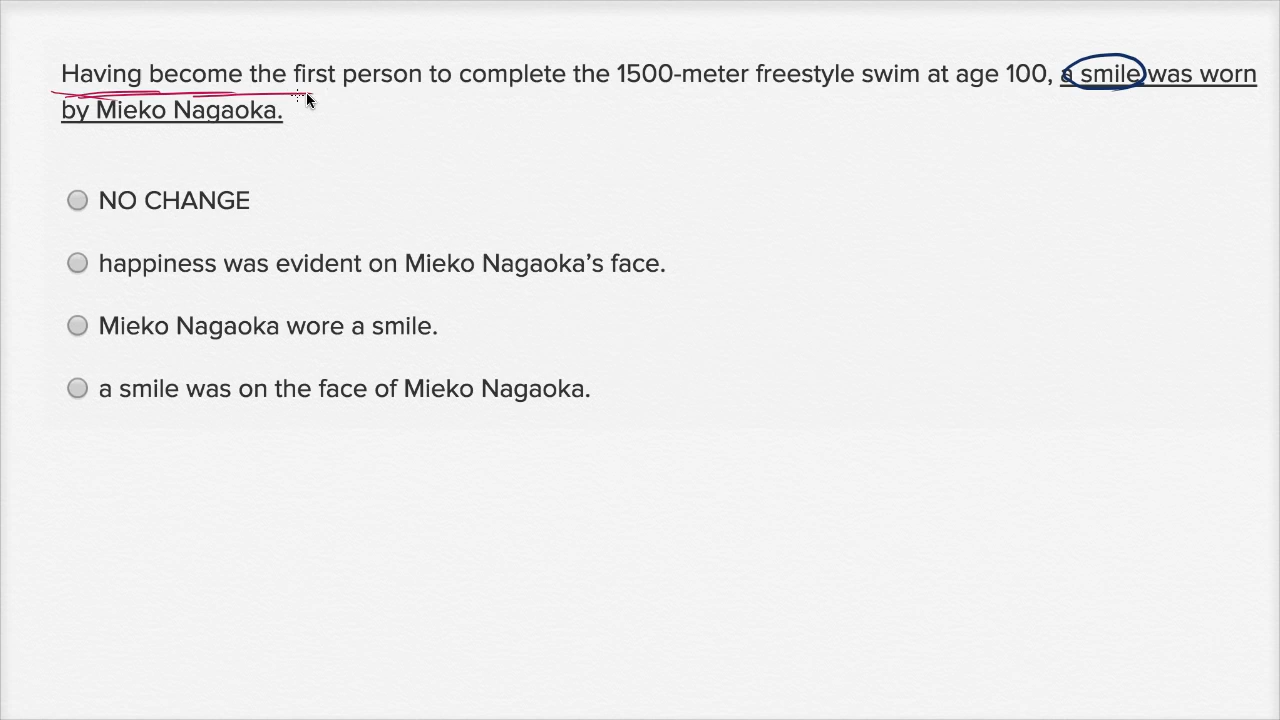 Having become the first person to complete the 1500-meter freestyle swim at age 100, a smile was worn
by Mieko Nagaoka.
NO CHANGE
happiness was evident on Mieko Nagaoka’s face.
Mieko Nagaoka wore a smile.
a smile was on the face of Mieko Nagaoka.